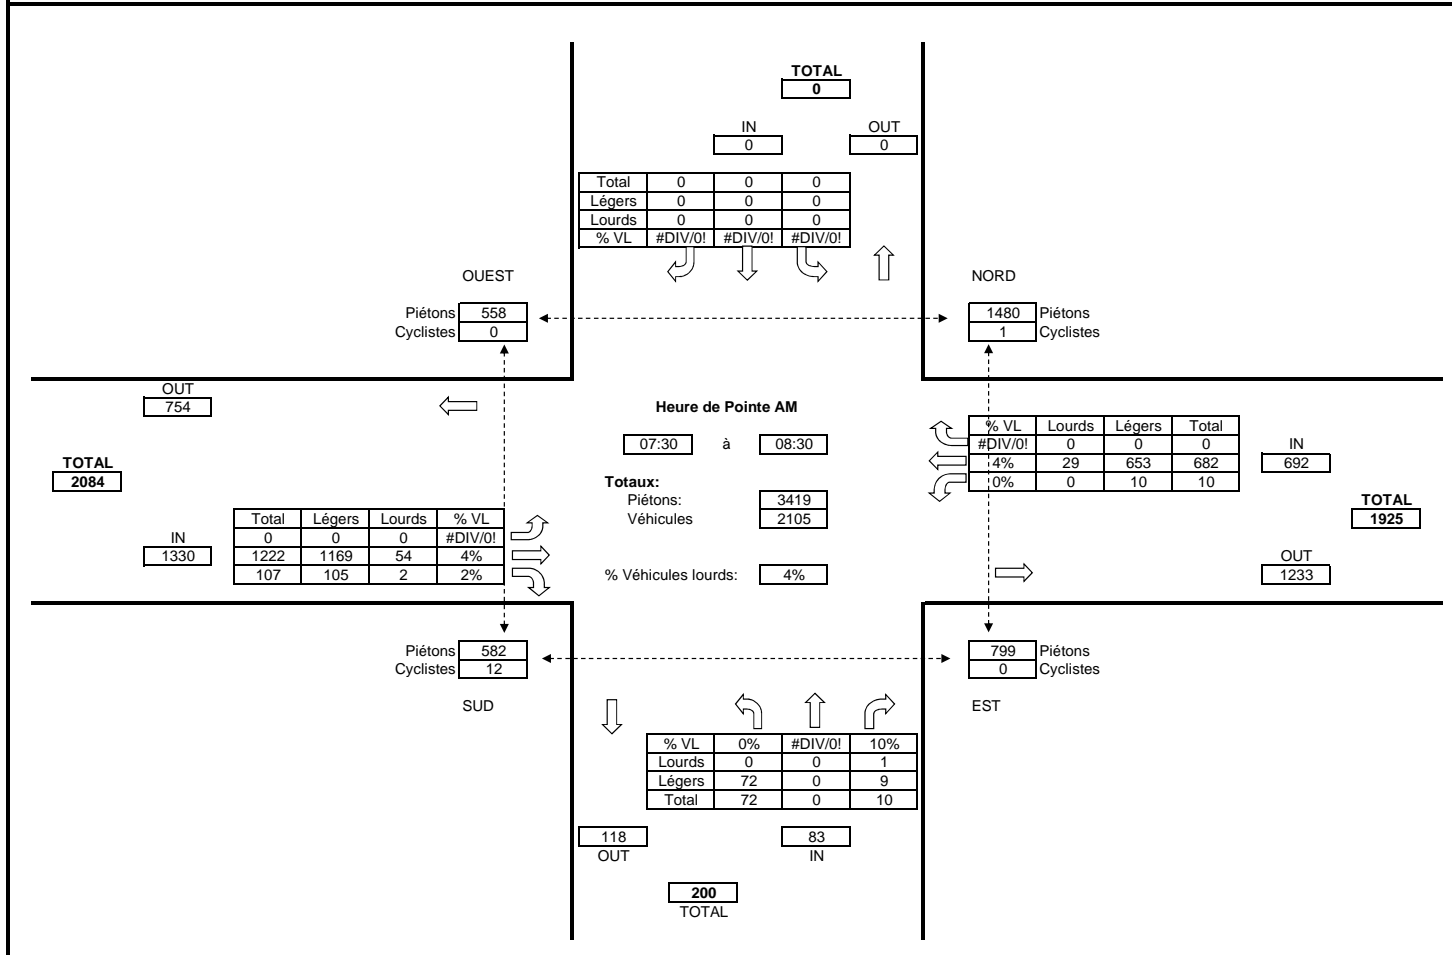 TOTAL
0
IN OUT
0 0
Total 0 0 0
Légers 0 0 0
Lourds 0 0 0
% VL #DIV/0! #DIV/0! #DIV/0!
OUEST NORD
Piétons 558 1480 Piétons
Cyclistes 0 1 Cyclistes
OUT
754
Heure de Pointe AM
07:30 à 08:30
% VL Lourds Légers Total
#DIV/0! 0 0 0
4% 29 653 682
0% 0 10 10
IN
692
TOTAL
2084
Totaux:
Piétons: 3419
Véhicules 2105
TOTAL
1925
Total Légers Lourds % VL
0 0 0 #DIV/0!
1222 1169 54 4%
107 105 2 2%
IN
1330
% Véhicules lourds: 4%
OUT
1233
Piétons 582 799 Piétons
Cyclistes 12 0 Cyclistes
SUD EST
% VL 0% #DIV/0! 10%
Lourds 0 0 1
Légers 72 0 9
Total 72 0 10
118 83
OUT IN
200
TOTAL